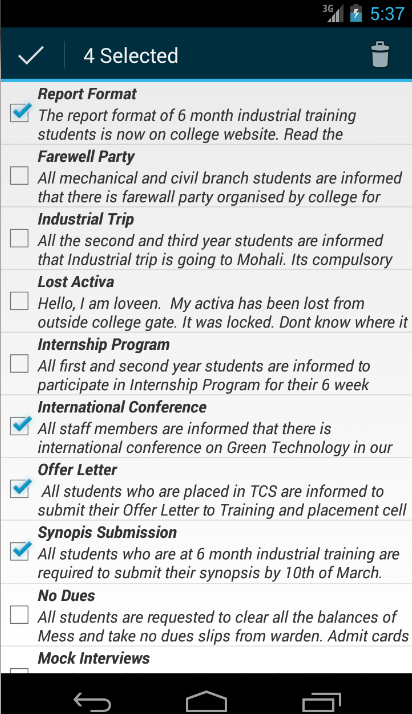 3G 5:37
4 Selected
Report Format
The report format of 6 month industrial training
students is now on college website. Read the
Farewell Party
All mechanical and civil branch students are informed
that there is farewall party organised by college for
Industrial Trip
All the second and third year students are informed
that Industrial trip is going to Mohali. Its compulsory
Lost Activa
Hello, I am loveen. My activa has been lost from
outside college gate. It was locked. Dont know where it
Internship Program
All first and second year students are informed to
participate in Internship Program for their 6 week
International Conference
All staff members are informed that there is
international conference on Green Technology in our
Offer Letter
All students who are placed in TCS are informed to
submit their Offer Letter to Training and placement cell
Synopis Submission
All students who are at 6 month industrial training are
required to submit their synopsis by 10th of March.
No Dues
All students are requested to clear all the balances of
Mess and take no dues slips from warden. Admit cards
Mock Interviews